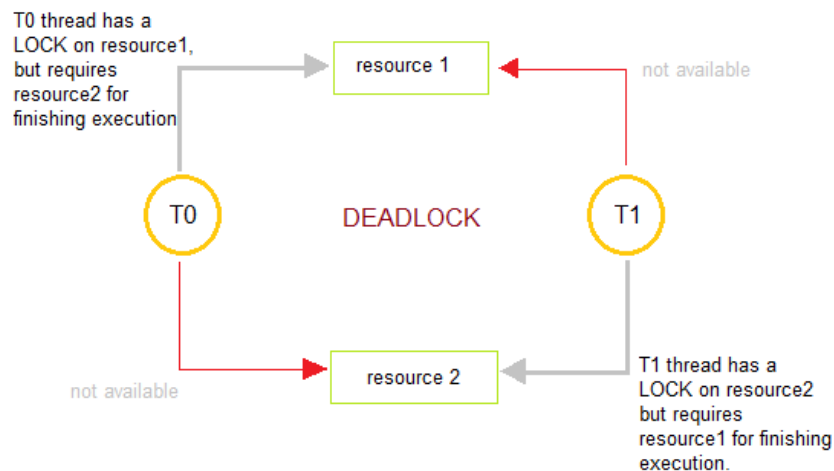 T0 thread has a
LOCK on resource1,
but requires
resource2 for
finishing execution
resource 1
not available
T0
DEADLOCK
T1
resource 2
not available
T1 thread has a
LOCK on resource2
but requires
resource1 for finishing
execution.